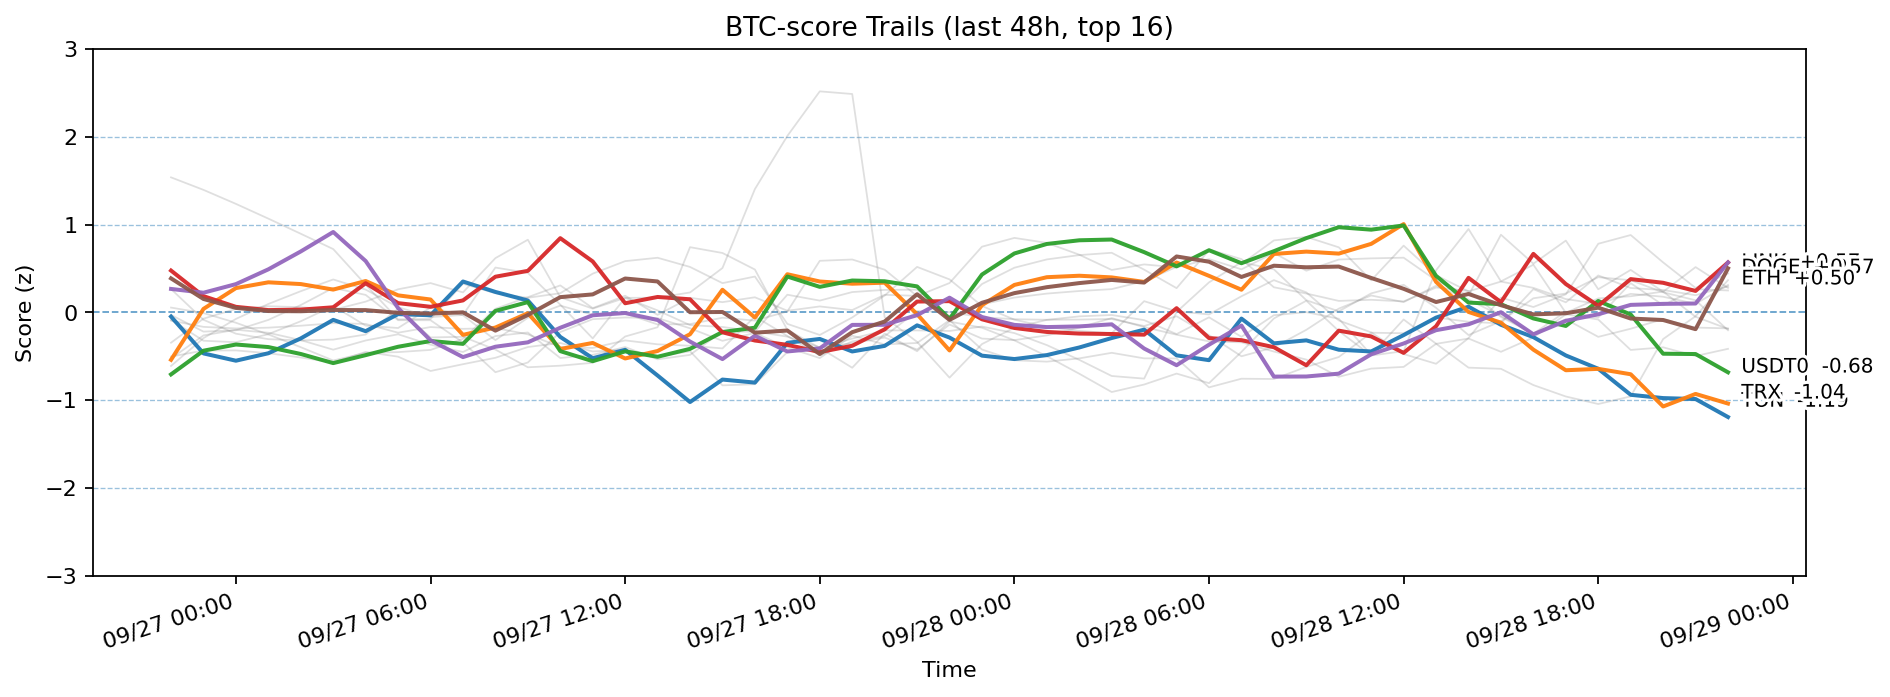 BTC-score Trails (last 48h, top 16)
Score (z)
3
2
1
0
−1
−2
−3
ETH +0.50
USDT0 -0.68
TRX -1.04
09/27 00:00
09/27 06:00
09/27 12:00
09/27 18:00
09/28 00:00
09/28 06:00
09/28 12:00
09/28 18:00
09/29 00:00
Time